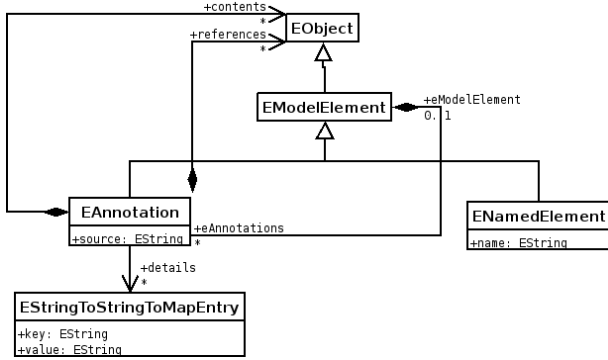 +contents
*
EObject
+references
*
EModelElement
+eModelElement
0..1
EAnnotation
+source: EString
+eAnnotations
*
ENamedElement
+name: EString
+details
*
EStringToStringToMapEntry
+key: EString
+value: EString